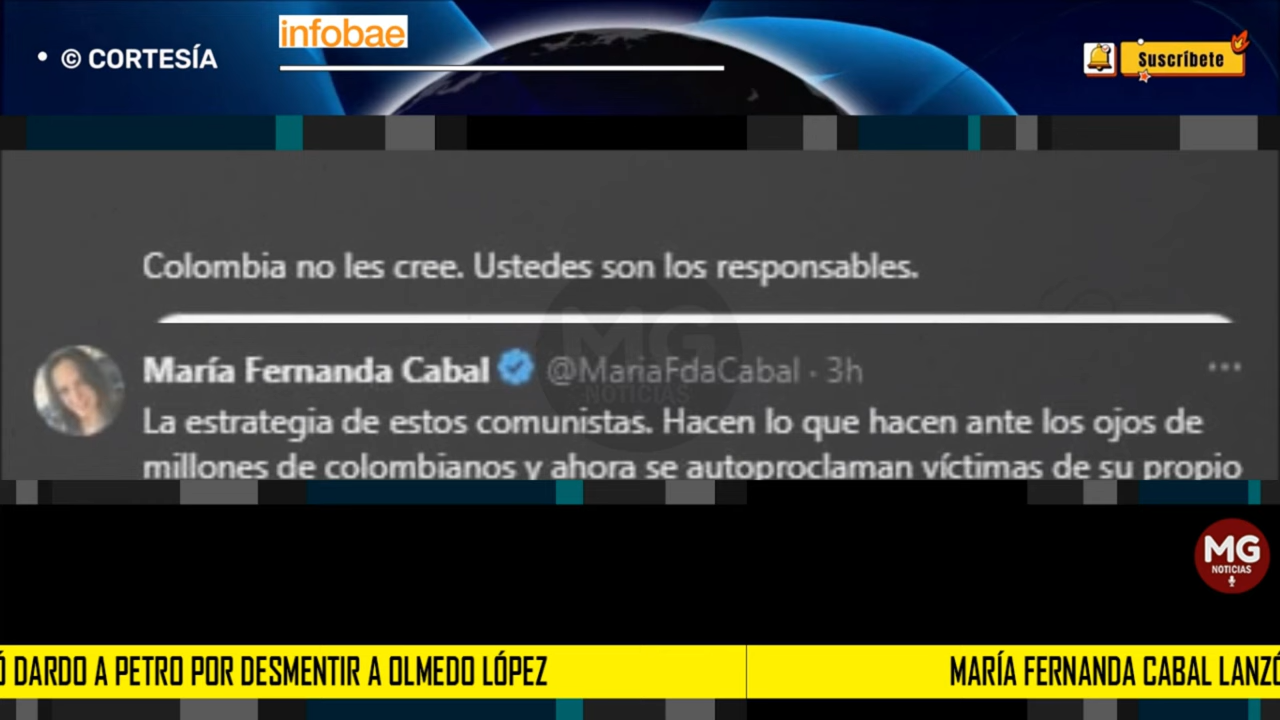 infobae
• © CORTESÍA
Suscríbete
Colombia no les cree. Ustedes son los responsables.
María Fernanda Cabal @MariaFdaCabal · 3h
La estrategia de estos comunistas. Hacen lo que hacen ante los ojos de
millones de colombianos y ahora se autoproclaman víctimas de su propio
MG
NOTICIAS
MG
NOTICIAS
Ó DARDO A PETRO POR DESMENTIR A OLMEDO LÓPEZ
MARÍA FERNANDA CABAL LANZÓ